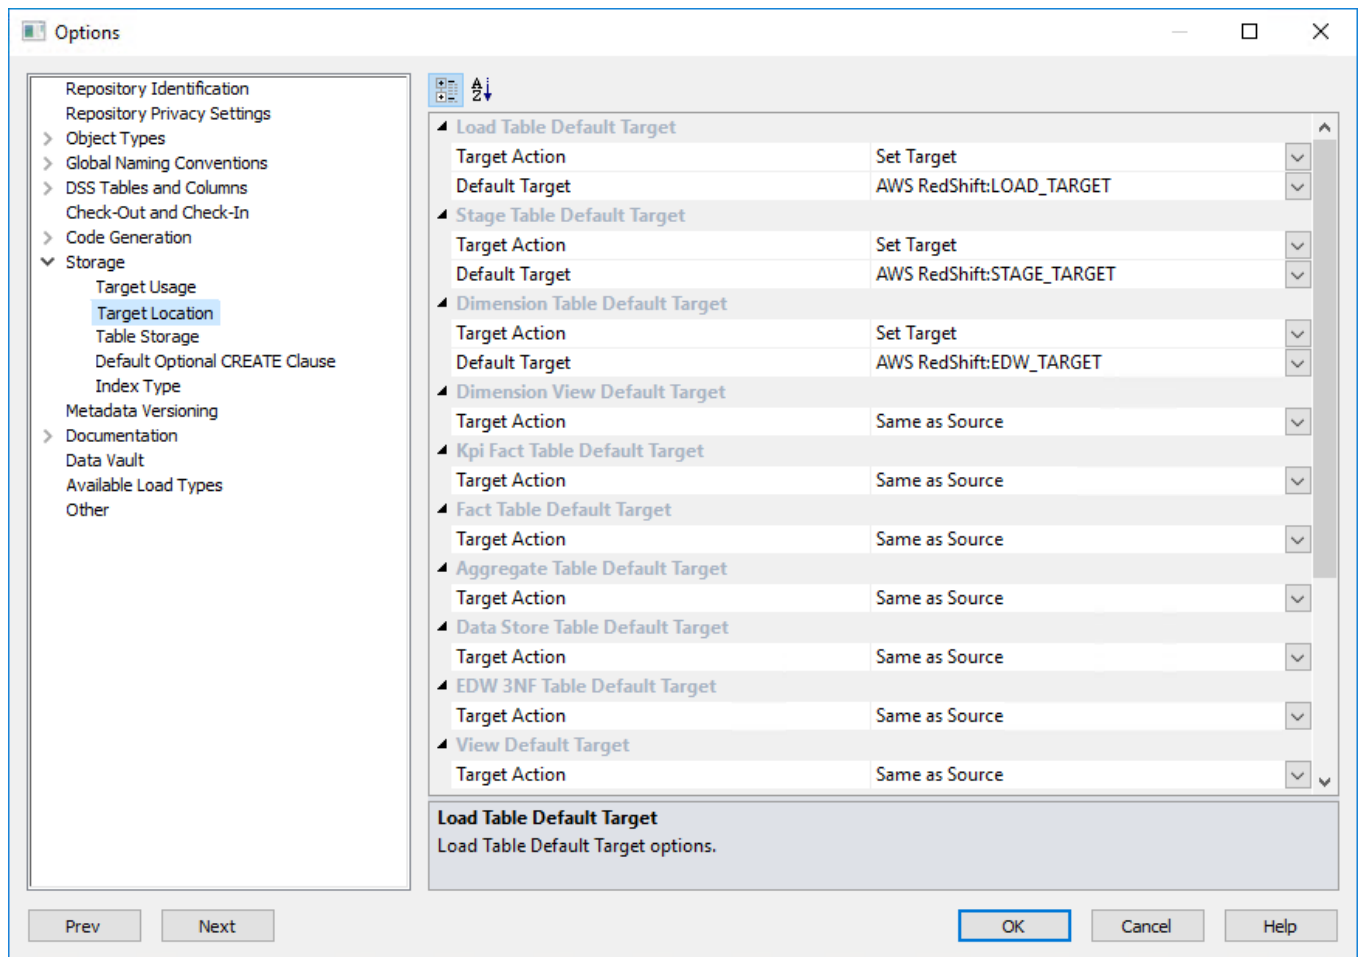 Options
Repository Identification
Repository Privacy Settings
Object Types
Global Naming Conventions
DSS Tables and Columns
Check-Out and Check-In
Code Generation
Storage
Target Usage
Target Location
Table Storage
Default Optional CREATE Clause
Index Type
Metadata Versioning
Documentation
Data Vault
Available Load Types
Other
A
Z
Load Table Default Target
Target Action Set Target
Default Target AWS RedShift:LOAD_TARGET
Stage Table Default Target
Target Action Set Target
Default Target AWS RedShift:STAGE_TARGET
Dimension Table Default Target
Target Action Set Target
Default Target AWS RedShift:EDW_TARGET
Dimension View Default Target
Target Action Same as Source
Kpi Fact Table Default Target
Target Action Same as Source
Fact Table Default Target
Target Action Same as Source
Aggregate Table Default Target
Target Action Same as Source
Data Store Table Default Target
Target Action Same as Source
EDW 3NF Table Default Target
Target Action Same as Source
View Default Target
Target Action Same as Source
Load Table Default Target
Load Table Default Target options.
Prev Next OK Cancel Help